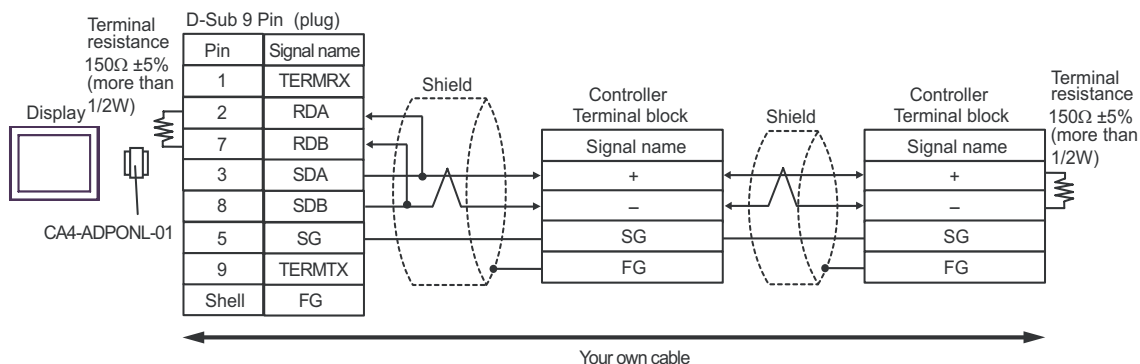 D-Sub 9 Pin (plug)
Terminal
resistance
150Ω ±5%
(more than
1/2W)
Display
CA4-ADPONL-01
Pin Signal name
1 TERMRX
2 RDA
7 RDB
3 SDA
8 SDB
5 SG
9 TERMTX
Shell FG
Shield
Controller
Terminal block
Signal name
+
–
SG
FG
Shield
Controller
Terminal block
Signal name
+
–
SG
FG
Terminal
resistance
150Ω ±5%
(more than
1/2W)
Your own cable